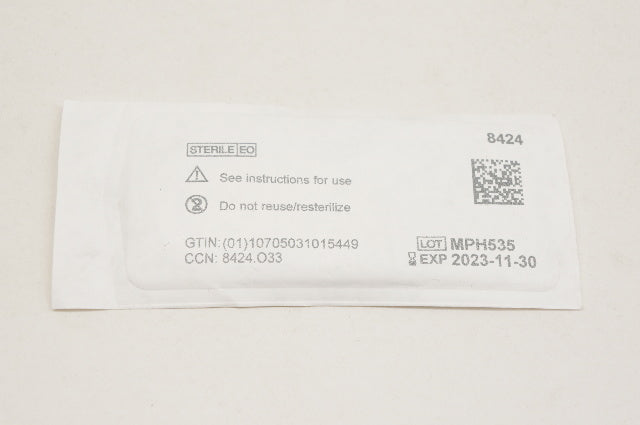 8424
STERILE EO
See instructions for use
Do not reuse/resterilize
GTIN: (01)10705031015449
CCN: 8424.O33
LOT MPH535
EXP 2023-11-30